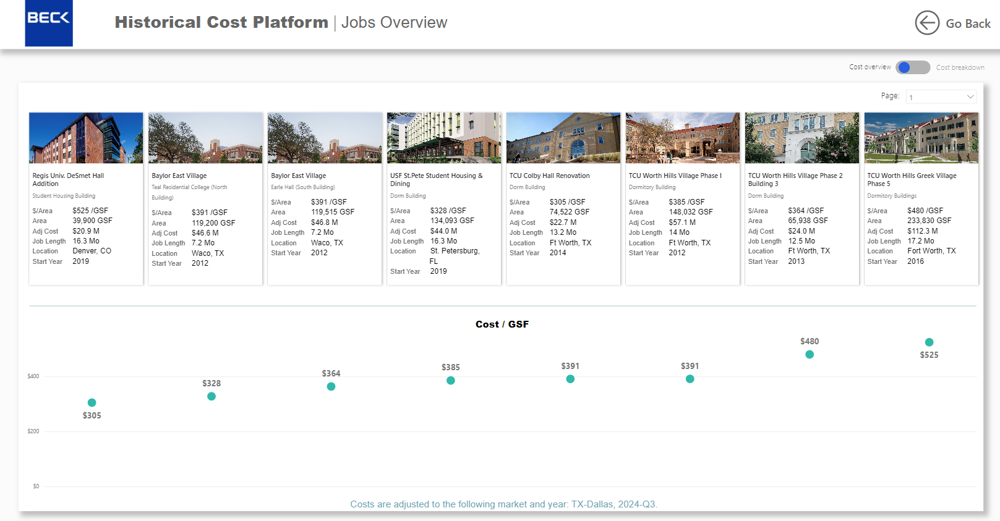 BECK
Historical Cost Platform | Jobs Overview
Go Back
Cost overview
Cost breakdown
Page: 1
Regis Univ. DeSmet Hall
Addition
Student Housing Building
$/Area $525 /GSF
Area 39,900 GSF
Adj Cost $20.9 M
Job Length 16.3 Mo
Location Denver, CO
Start Year 2019
Baylor East Village
Teal Residential College (North
Building)
$/Area $391 /GSF
Area 119,200 GSF
Adj Cost $46.6 M
Job Length 7.2 Mo
Location Waco, TX
Start Year 2012
Baylor East Village
Earle Hall (South Building)
$/Area $391 /GSF
Area 119,515 GSF
Adj Cost $46.8 M
Job Length 7.2 Mo
Location Waco, TX
Start Year 2012
USF St.Pete Student Housing &
Dining
Dorm Building
$/Area $328 /GSF
Area 134,093 GSF
Adj Cost $44.0 M
Job Length 16.3 Mo
Location St. Petersburg,
FL
Start Year 2019
TCU Colby Hall Renovation
Dorm Building
$/Area $305 /GSF
Area 74,522 GSF
Adj Cost $22.7 M
Job Length 13.2 Mo
Location Ft Worth, TX
Start Year 2014
TCU Worth Hills Village Phase I
Dormitory Building
$/Area $385 /GSF
Area 148,032 GSF
Adj Cost $57.1 M
Job Length 14 Mo
Location Ft Worth, TX
Start Year 2012
TCU Worth Hills Village Phase 2
Building 3
Dorm Building
$/Area $364 /GSF
Area 65,938 GSF
Adj Cost $24.0 M
Job Length 12.5 Mo
Location Ft Worth, TX
Start Year 2013
TCU Worth Hills Greek Village
Phase 5
Dormitory Buildings
$/Area $480 /GSF
Area 233,830 GSF
Adj Cost $112.3 M
Job Length 17.2 Mo
Location Fort Worth, TX
Start Year 2016
Cost / GSF
$400
$200
$0
$305
$328
$364
$385
$391
$391
$480
$525
Costs are adjusted to the following market and year: TX-Dallas, 2024-Q3.